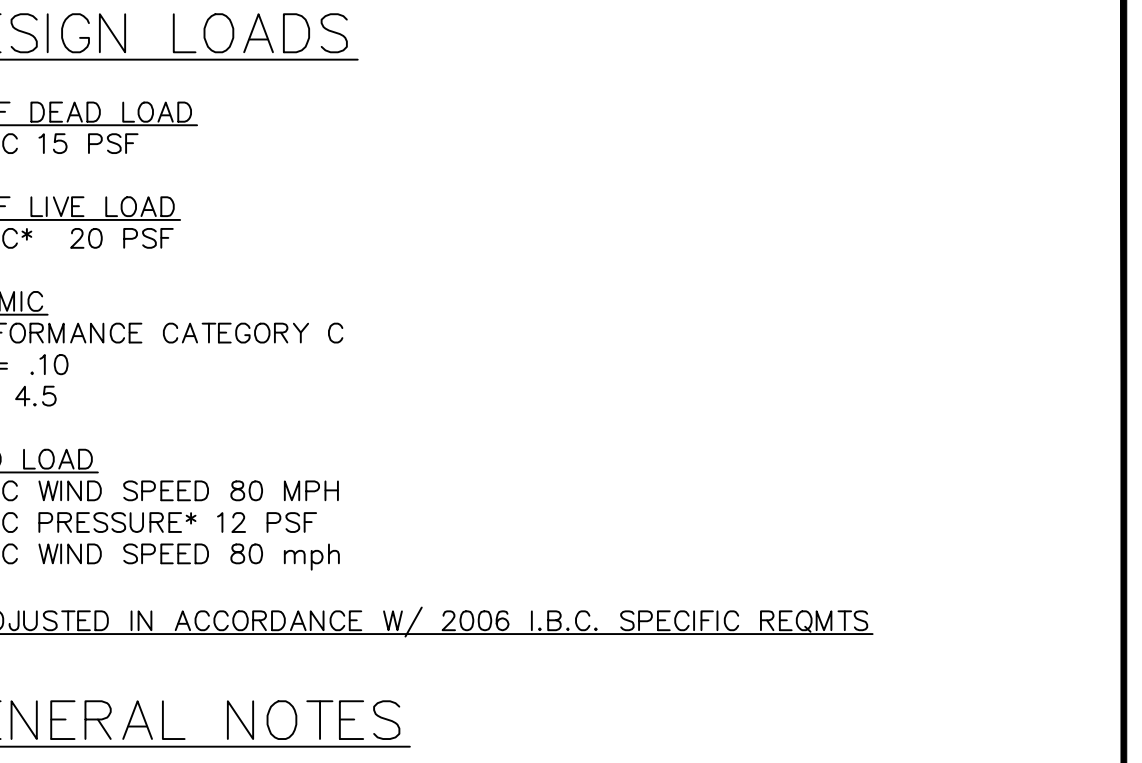 ESIGN LOADS
F DEAD LOAD
C 15 PSF
F LIVE LOAD
C* 20 PSF
MIC
FORMANCE CATEGORY C
= .10
4.5
LOAD
C WIND SPEED 80 MPH
C PRESSURE* 12 PSF
C WIND SPEED 80 mph
DJUSTED IN ACCORDANCE W/ 2006 I.B.C. SPECIFIC REQMTS
ENERAL NOTES